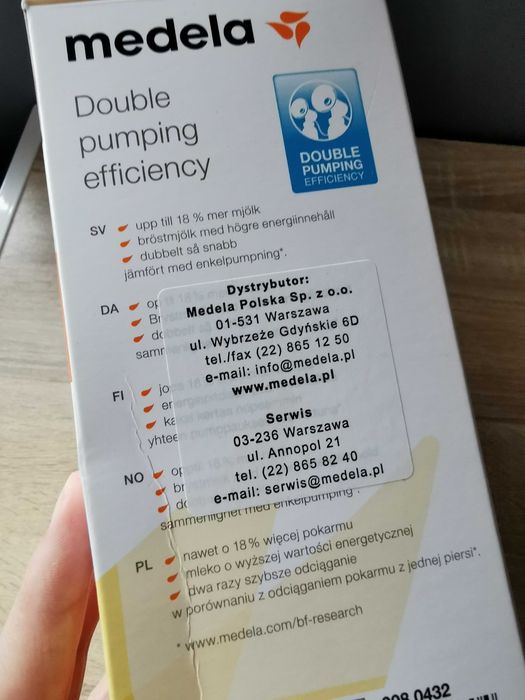 medela
Double
pumping
efficiency
DOUBLE
PUMPING
EFFICIENCY
SV upp till 18 % mer mjölk
bröstmjölk med högre energiinnehåll
dubbelt så snabb
jämfört med enkelpumpning*.
Dystrybutor:
Medela Polska Sp. z o.o.
01-531 Warszawa
ul. Wybrzeże Gdyńskie 6D
tel./fax (22) 865 12 50
e-mail: info@medela.pl
www.medela.pl
Serwis
03-236 Warszawa
ul. Annopol 21
tel. (22) 865 82 40
e-mail: serwis@medela.pl
DA
FI
NO
sammenlignet med enkelpumping*.
PL nawet o 18% więcej pokarmu
mleko o wyższej wartości energetycznej
dwa razy szybsze odciąganie
w porównaniu z odciąganiem pokarmu z jednej piersi*.
* www.medela.com/bf-research
008.0432